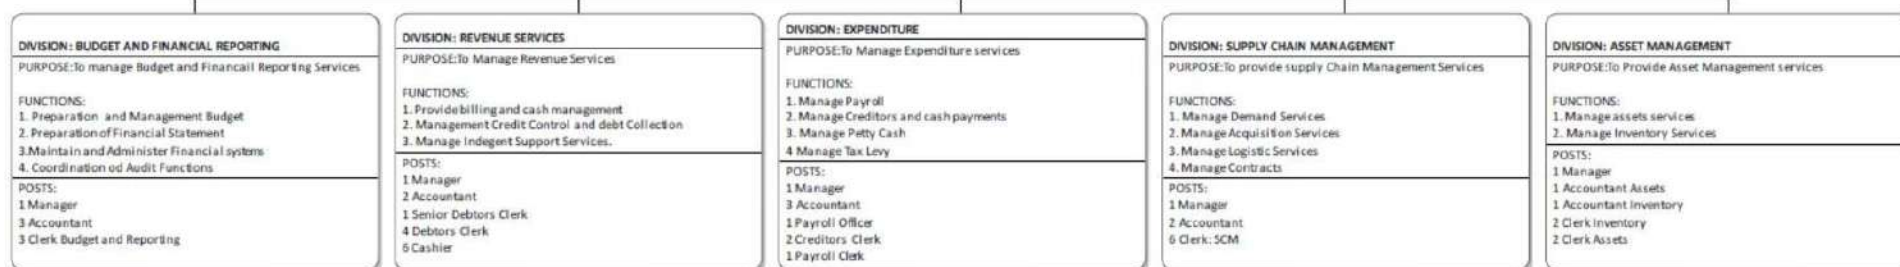 DIVISION: BUDGET AND FINANCIAL REPORTING
PURPOSE:To manage Budget and Financail Reporting Services
FUNCTIONS:
1. Preparation and Management Budget
2. Preparation of Financial Statement
3.Maintain and Administer Financial systems
4. Coordination od Audit Functions
POSTS:
1 Manager
3 Accountant
3 Clerk Budget and Reporting
DIVISION: REVENUE SERVICES
PURPOSE:To Manage Revenue Services
FUNCTIONS:
1. Provide billing and cash management
2. Management Credit Control and debt Collection
3. Manage Indegent Support Services.
POSTS:
1 Manager
2 Accountant
1 Senior Debtors Clerk
4 Debtors Clerk
6 Cashier
DIVISION: EXPENDITURE
PURPOSE:To Manage Expenditure services
FUNCTIONS:
1. Manage Payroll
2. Manage Creditors and cash payments
3. Manage Petty Cash
4 Manage Tax Levy
POSTS:
1 Manager
3 Accountant
1 Payroll Officer
2 Creditors Clerk
1 Payroll Clerk
DIVISION: SUPPLY CHAIN MANAGEMENT
PURPOSE:To provide supply Chain Management Services
FUNCTIONS:
1. Manage Demand Services
2. Manage Acquisition Services
3. Manage Logistic Services
4. Manage Contracts
POSTS:
1 Manager
2 Accountant
6 Clerk: SCM
DIVISION: ASSET MANAGEMENT
PURPOSE:To Provide Asset Management services
FUNCTIONS:
1. Manage assets services
2. Manage Inventory Services
POSTS:
1 Manager
1 Accountant Assets
1 Accountant Inventory
2 Clerk Inventory
2 Clerk Assets